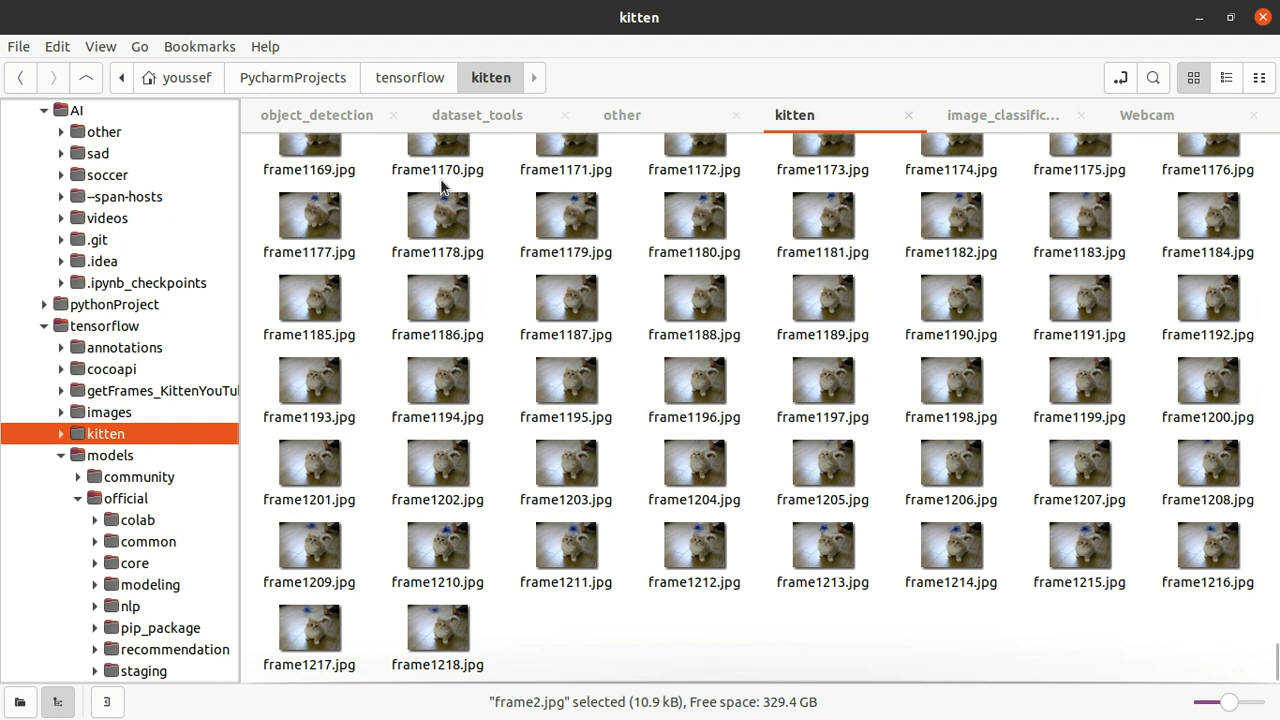 kitten
File Edit View Go Bookmarks Help
youssef PycharmProjects tensorflow kitten
object_detection dataset_tools other kitten image_classific... Webcam
AI
other
sad
soccer
--span-hosts
videos
.git
.idea
.ipynb_checkpoints
pythonProject
tensorflow
annotations
cocoapi
getFrames_KittenYouTu
images
kitten
models
community
official
colab
common
core
modeling
nlp
pip_package
recommendation
staging
frame1169.jpg frame1170.jpg frame1171.jpg frame1172.jpg frame1173.jpg frame1174.jpg frame1175.jpg frame1176.jpg
frame1177.jpg frame1178.jpg frame1179.jpg frame1180.jpg frame1181.jpg frame1182.jpg frame1183.jpg frame1184.jpg
frame1185.jpg frame1186.jpg frame1187.jpg frame1188.jpg frame1189.jpg frame1190.jpg frame1191.jpg frame1192.jpg
frame1193.jpg frame1194.jpg frame1195.jpg frame1196.jpg frame1197.jpg frame1198.jpg frame1199.jpg frame1200.jpg
frame1201.jpg frame1202.jpg frame1203.jpg frame1204.jpg frame1205.jpg frame1206.jpg frame1207.jpg frame1208.jpg
frame1209.jpg frame1210.jpg frame1211.jpg frame1212.jpg frame1213.jpg frame1214.jpg frame1215.jpg frame1216.jpg
frame1217.jpg frame1218.jpg
"frame2.jpg" selected (10.9 kB), Free space: 329.4 GB